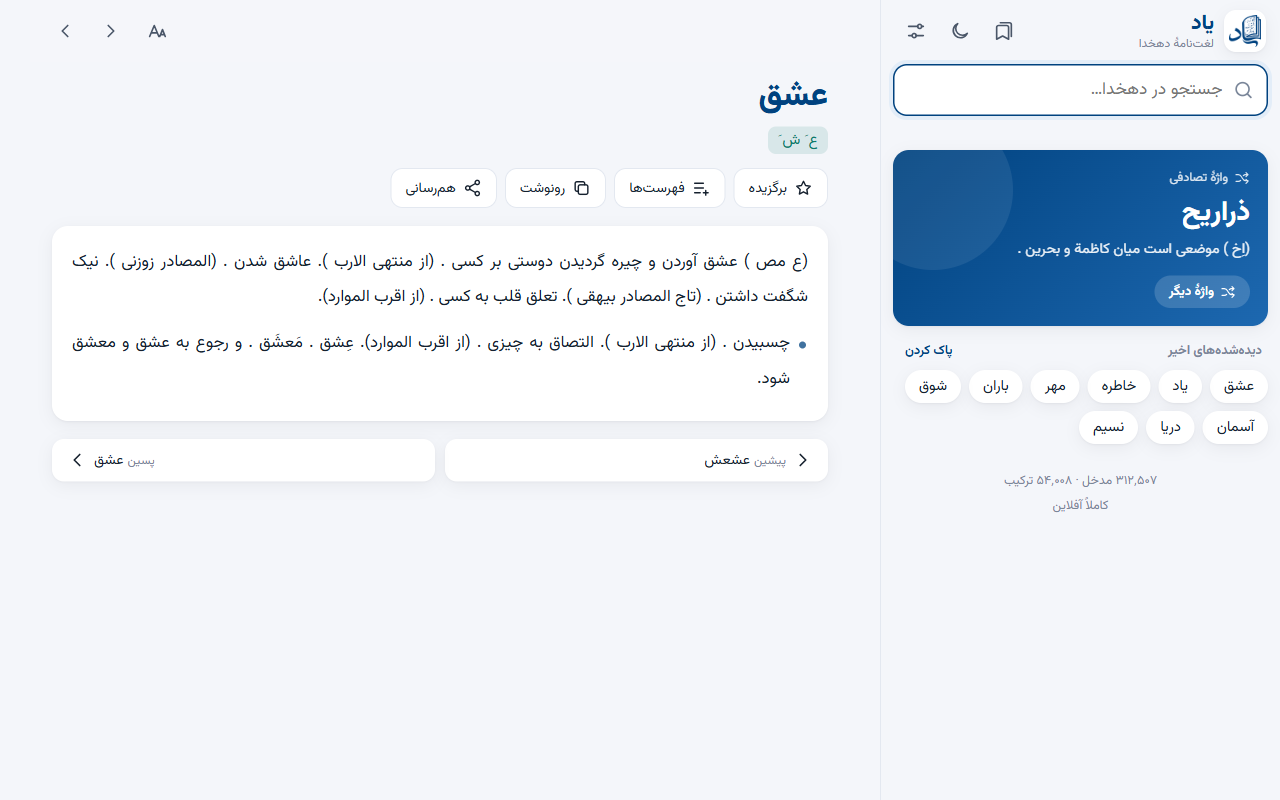 یاد
لغت‌نامهٔ دهخدا
جستجو در دهخدا...
واژهٔ تصادفی
ذراریح
(اِخ ) موضعی است میان کاظمة و بحرین .
واژهٔ دیگر
دیده‌شده‌های اخیر
پاک کردن
عشق
یاد
خاطره
مهر
باران
شوق
آسمان
دریا
نسیم
۳۱۲٬۵۰۷ مدخل · ۵۴٬۰۰۸ ترکیب
کاملاً آفلاین
عشق
ع َ ش َ
برگزیده
فهرست‌ها
رونوشت
هم‌رسانی
(ع مص ) عشق آوردن و چیره گردیدن دوستی بر کسی . (از منتهی الارب ). عاشق شدن . (المصادر زوزنی ). نیک
شگفت داشتن . (تاج المصادر بیهقی ). تعلق قلب به کسی . (از اقرب الموارد).
• چسبیدن . (از منتهی الارب ). التصاق به چیزی . (از اقرب الموارد). عِشق . مَعشَق . و رجوع به عشق و معشق
شود.
پیشین عشعش
پسین عشق